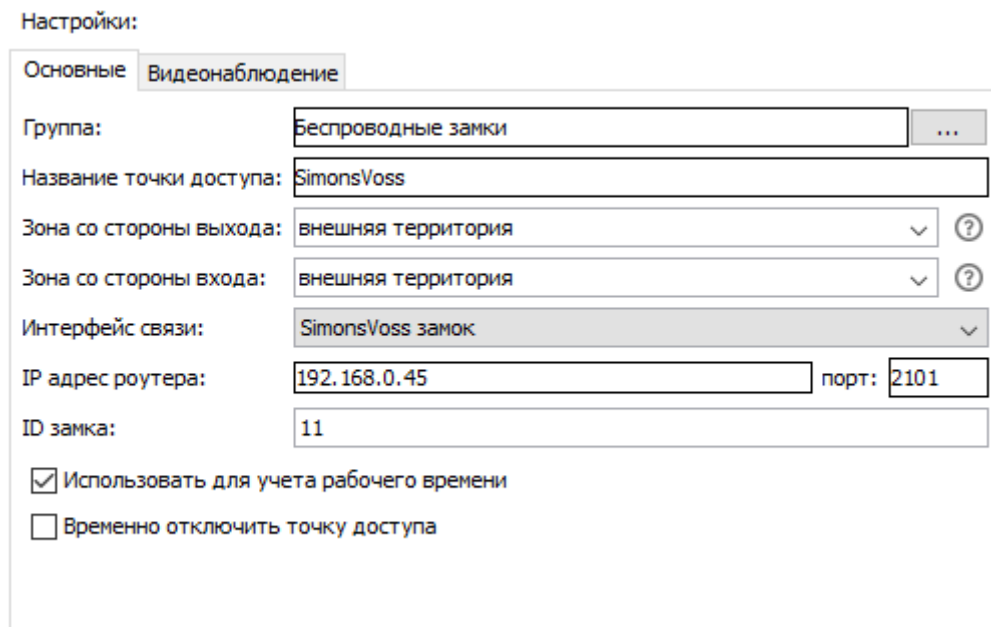 Настройки:
Основные Видеонаблюдение
Группа: Беспроводные замки ...
Название точки доступа: SimonsVoss
Зона со стороны выхода: внешняя территория ?
Зона со стороны входа: внешняя территория ?
Интерфейс связи: SimonsVoss замок
IP адрес роутера: 192.168.0.45 порт: 2101
ID замка: 11
Использовать для учета рабочего времени
Временно отключить точку доступа